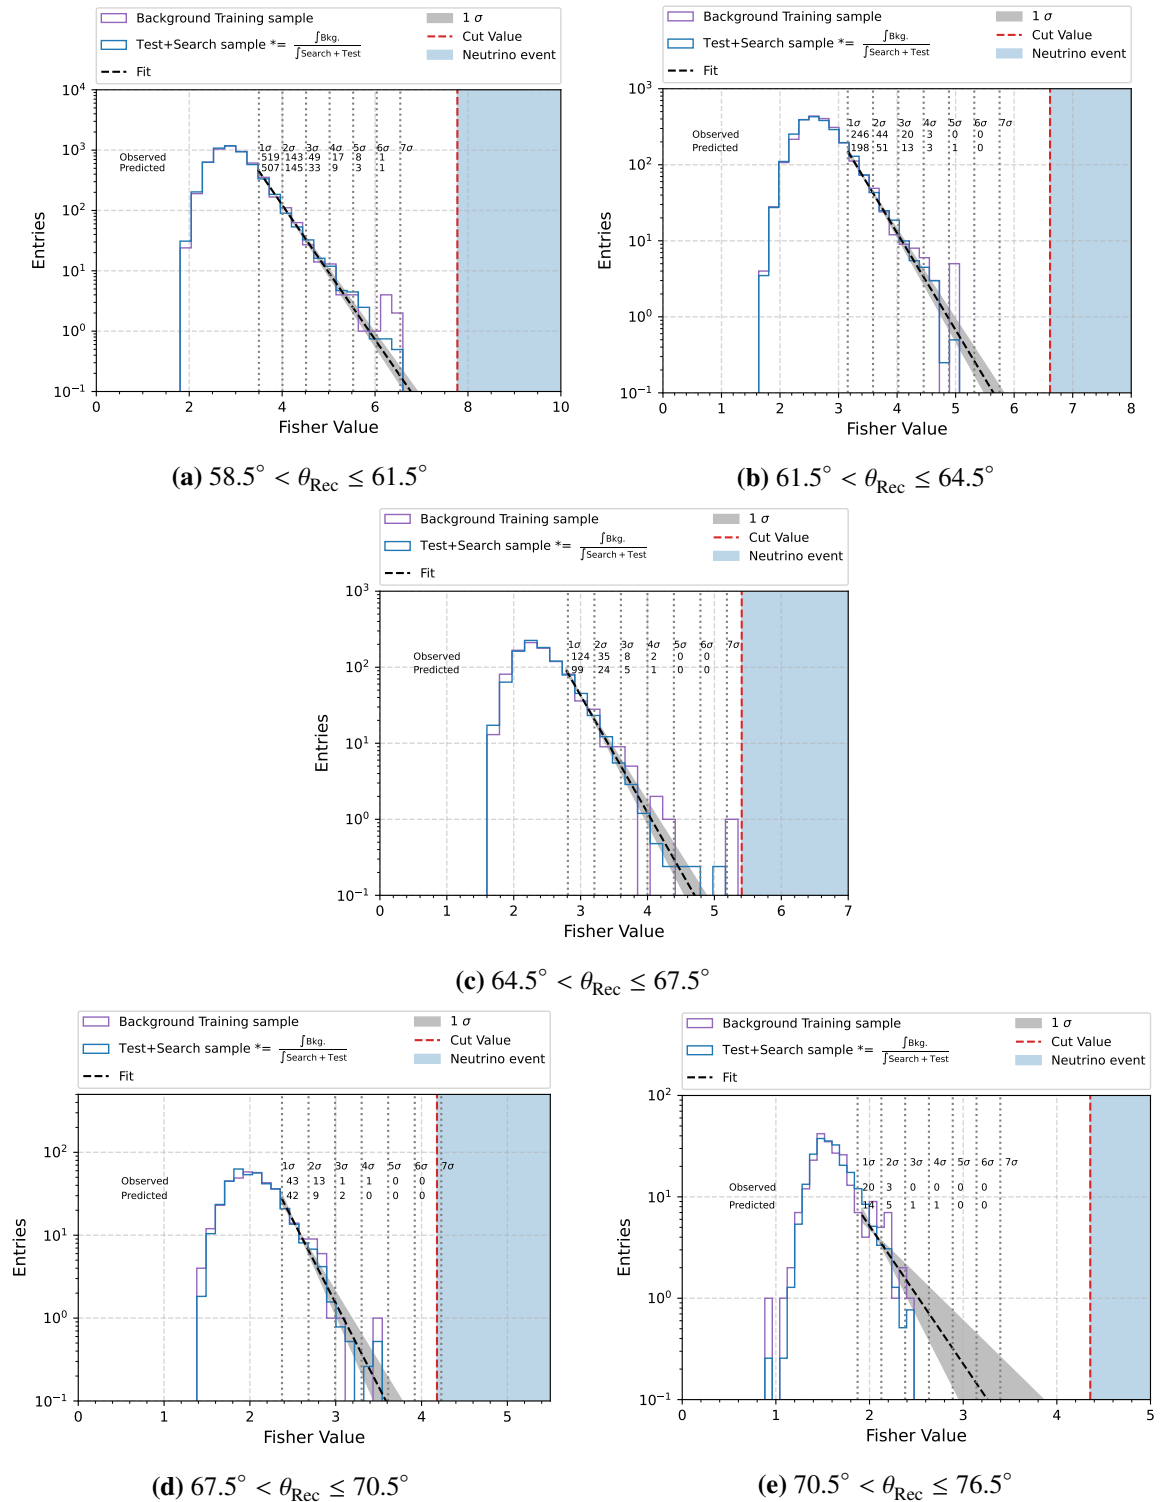 Background Training sample
Test+Search sample *= ∫Bkg. / ∫Search + Test
Fit
1 σ
Cut Value
Neutrino event
10⁴
10³
10²
10¹
10⁰
10⁻¹
Entries
1σ 2σ 3σ 4σ 5σ 6σ 7σ
Observed 519 143 49 17 8 1
Predicted 507 145 33 9 3 1
0 2 4 6 8 10
Fisher Value
(a) 58.5° < θRec ≤ 61.5°
Background Training sample
Test+Search sample *= ∫Bkg. / ∫Search + Test
Fit
1 σ
Cut Value
Neutrino event
10³
10²
10¹
10⁰
10⁻¹
Entries
1σ 2σ 3σ 4σ 5σ 6σ 7σ
Observed 246 44 20 3 0 0
Predicted 198 51 13 3 1 0
0 1 2 3 4 5 6 7 8
Fisher Value
(b) 61.5° < θRec ≤ 64.5°
Background Training sample
Test+Search sample *= ∫Bkg. / ∫Search + Test
Fit
1 σ
Cut Value
Neutrino event
10³
10²
10¹
10⁰
10⁻¹
Entries
1σ 2σ 3σ 4σ 5σ 6σ 7σ
Observed 124 35 8 2 0 0
Predicted 99 24 5 1 0 0
0 1 2 3 4 5 6 7
Fisher Value
(c) 64.5° < θRec ≤ 67.5°
Background Training sample
Test+Search sample *= ∫Bkg. / ∫Search + Test
Fit
1 σ
Cut Value
Neutrino event
10²
10¹
10⁰
10⁻¹
Entries
1σ 2σ 3σ 4σ 5σ 6σ 7σ
Observed 43 13 1 1 0 0
Predicted 42 9 2 0 0 0
0 1 2 3 4 5
Fisher Value
(d) 67.5° < θRec ≤ 70.5°
Background Training sample
Test+Search sample *= ∫Bkg. / ∫Search + Test
Fit
1 σ
Cut Value
Neutrino event
10²
10¹
10⁰
10⁻¹
Entries
1σ 2σ 3σ 4σ 5σ 6σ 7σ
Observed 20 3 0 0 0 0
Predicted 14 5 1 1 0 0
0 1 2 3 4 5
Fisher Value
(e) 70.5° < θRec ≤ 76.5°